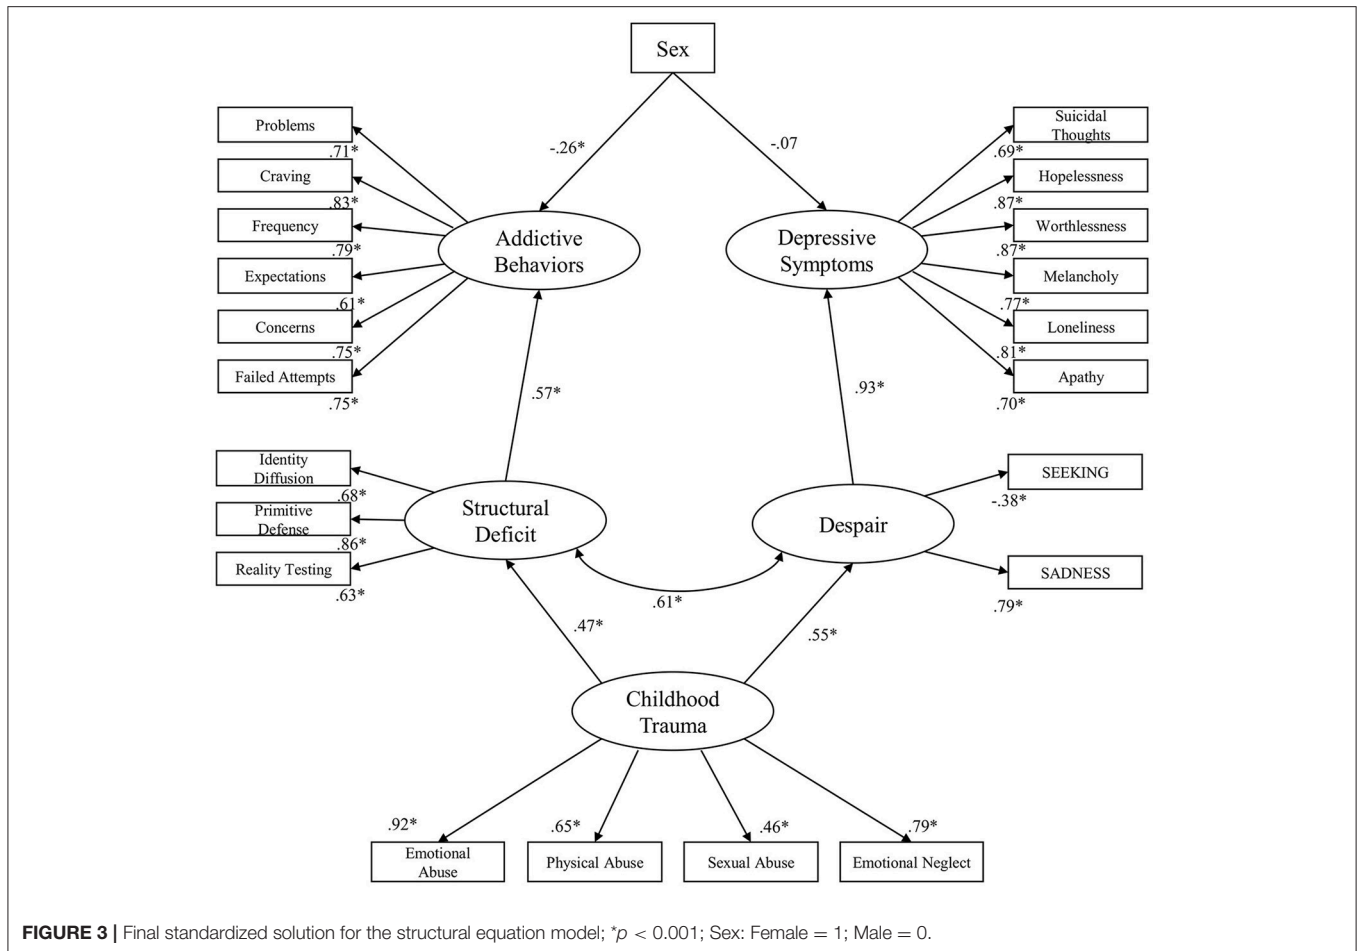 Sex
-.26*
-.07
Problems
.71*
Craving
.83*
Frequency
.79*
Expectations
.61*
Concerns
.75*
Failed Attempts
.75*
Addictive
Behaviors
Depressive
Symptoms
Suicidal
Thoughts
.69*
Hopelessness
.87*
Worthlessness
.87*
Melancholy
.77*
Loneliness
.81*
Apathy
.70*
.57*
.93*
Identity
Diffusion
.68*
Primitive
Defense
.86*
Reality Testing
.63*
Structural
Deficit
Despair
SEEKING
-.38*
SADNESS
.79*
.61*
.47*
.55*
Childhood
Trauma
.92*
.65*
.46*
.79*
Emotional
Abuse
Physical Abuse
Sexual Abuse
Emotional Neglect
FIGURE 3 | Final standardized solution for the structural equation model; *p < 0.001; Sex: Female = 1; Male = 0.